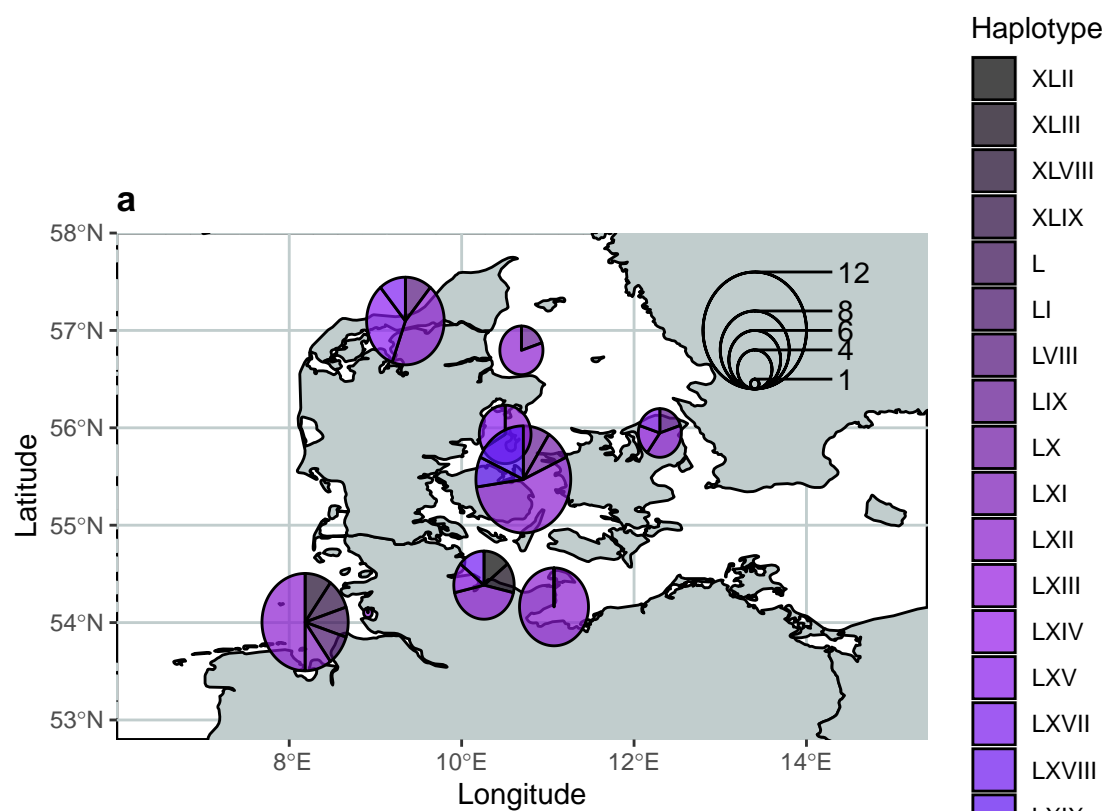 Haplotype
XLII
XLIII
XLVIII
XLIX
L
LI
LVIII
LIX
LX
LXI
LXII
LXIII
LXIV
LXV
LXVII
LXVIII
LXIX
a
58°N
57°N
56°N
55°N
54°N
53°N
Latitude
12
8
6
4
1
8°E 10°E 12°E 14°E
Longitude